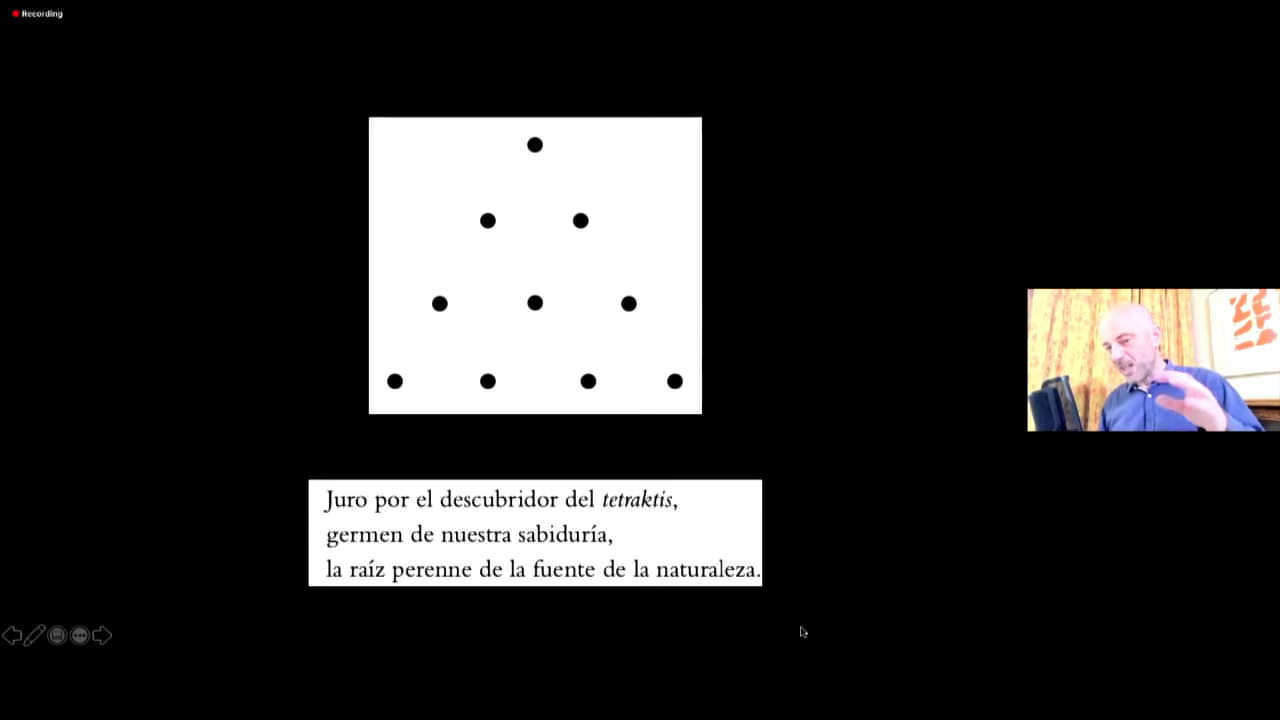 Recording
Juro por el descubridor del tetraktis,
germen de nuestra sabiduría,
la raíz perenne de la fuente de la naturaleza.